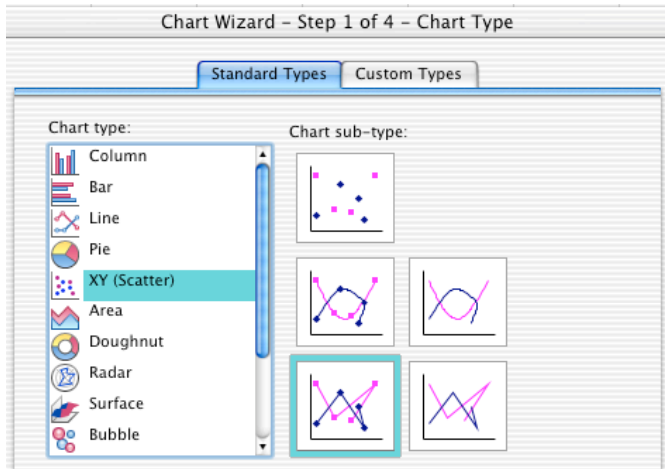 Chart Wizard – Step 1 of 4 – Chart Type
Standard Types
Custom Types
Chart type:
Chart sub-type:
Column
Bar
Line
Pie
XY (Scatter)
Area
Doughnut
Radar
Surface
Bubble